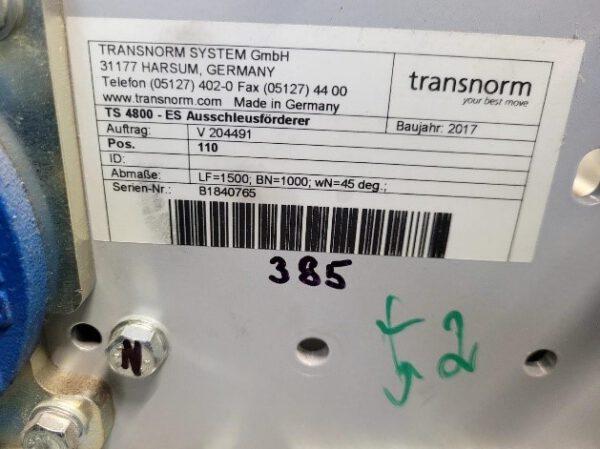 TRANSNORM SYSTEM GmbH
31177 HARSUM, GERMANY
Telefon (05127) 402-0 Fax (05127) 44 00
www.transnorm.com Made in Germany
transnorm
your best move
TS 4800 - ES Ausschleusförderer
Baujahr: 2017
Auftrag: V 204491
Pos. 110
ID:
Abmaße: LF=1500; BN=1000; wN=45 deg.;
Serien-Nr.: B1840765
385
2
N